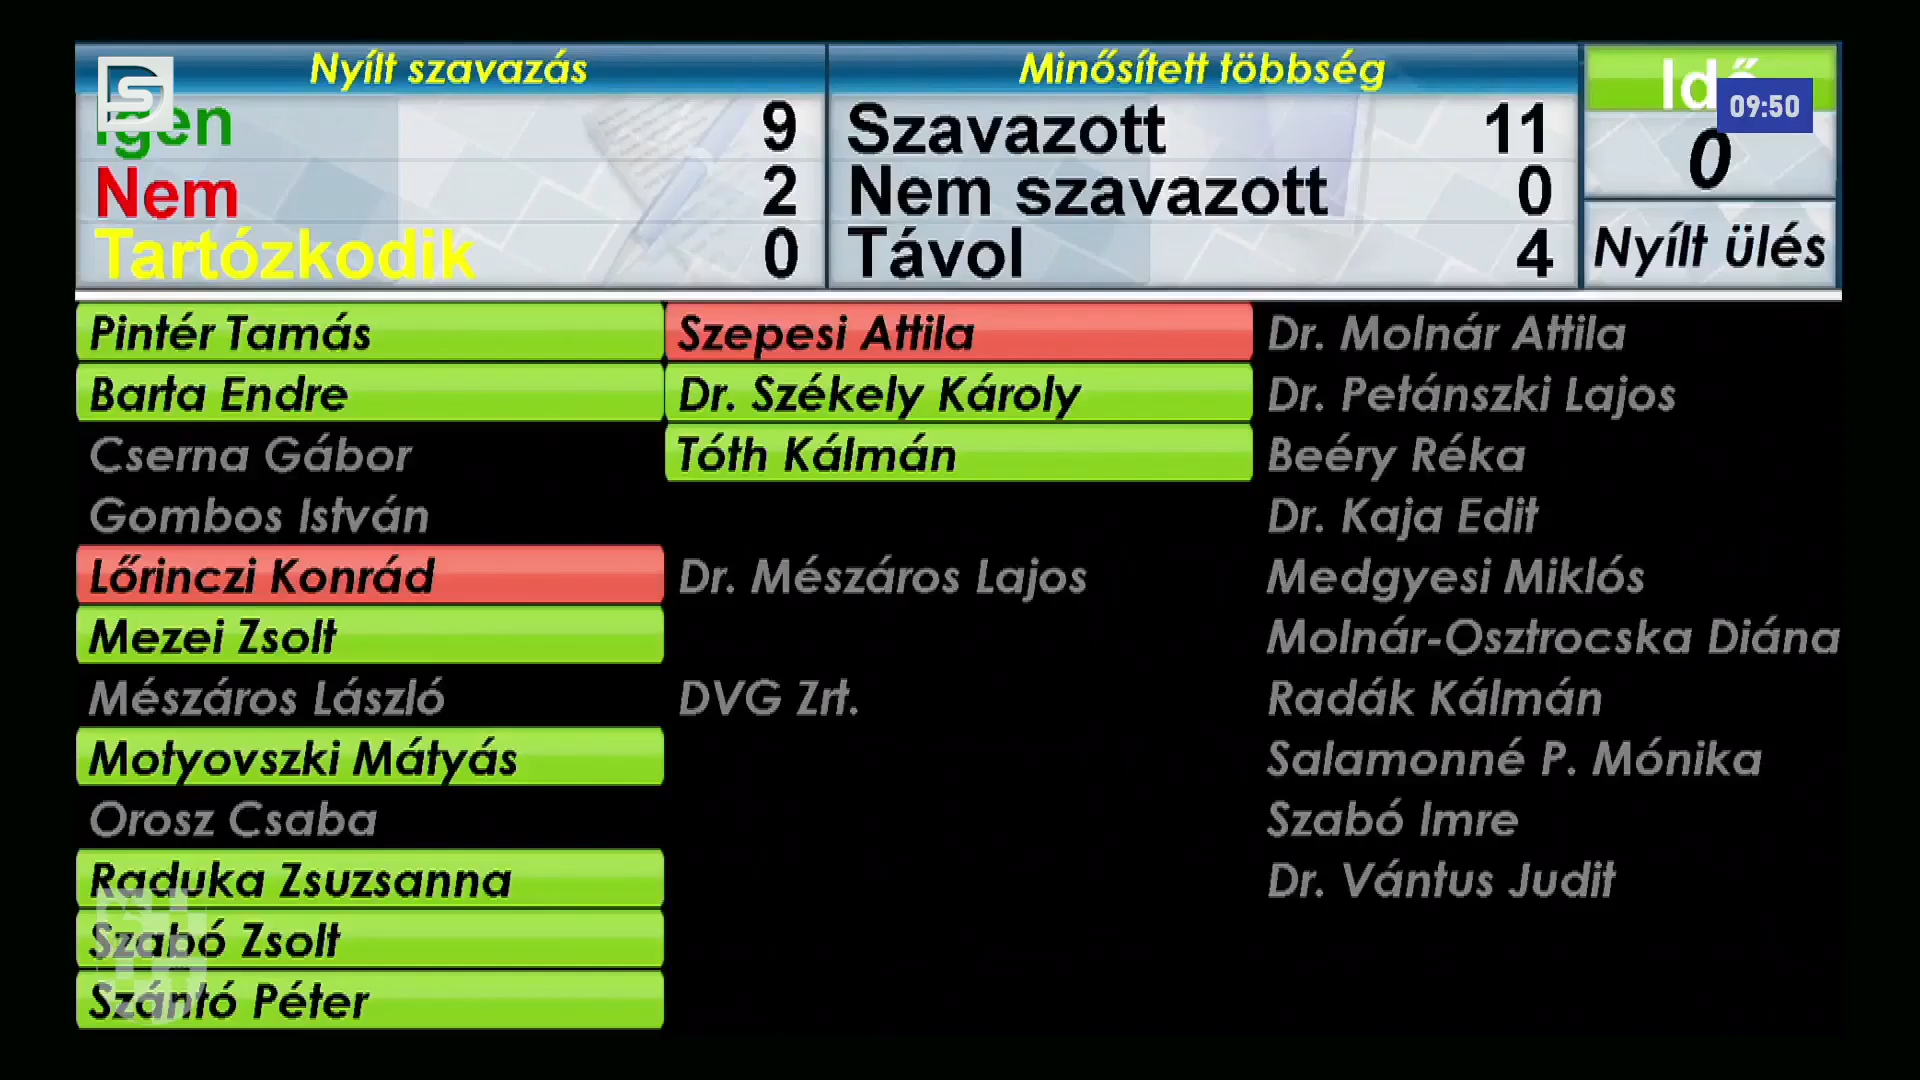 Nyílt szavazás
Igen 9
Nem 2
Tartózkodik 0
Minősített többség
Szavazott 11
Nem szavazott 0
Távol 4
Idő
09:50
0
Nyílt ülés
Pintér Tamás
Barta Endre
Cserna Gábor
Gombos István
Lőrinczi Konrád
Mezei Zsolt
Mészáros László
Motyovszki Mátyás
Orosz Csaba
Raduka Zsuzsanna
Szabó Zsolt
Szántó Péter
Szepesi Attila
Dr. Székely Károly
Tóth Kálmán
Dr. Mészáros Lajos
DVG Zrt.
Dr. Molnár Attila
Dr. Petánszki Lajos
Beéry Réka
Dr. Kaja Edit
Medgyesi Miklós
Molnár-Osztrocska Diána
Radák Kálmán
Salamonné P. Mónika
Szabó Imre
Dr. Vántus Judit